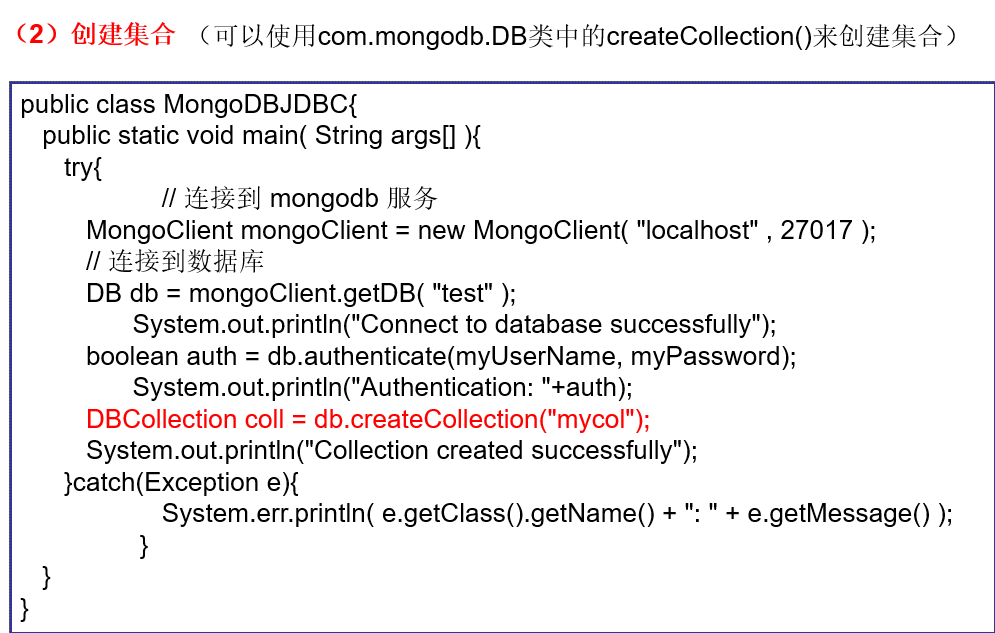 （2）创建集合 （可以使用com.mongodb.DB类中的createCollection()来创建集合）
public class MongoDBJDBC{
public static void main( String args[] ){
try{
// 连接到 mongodb 服务
MongoClient mongoClient = new MongoClient( "localhost" , 27017 );
// 连接到数据库
DB db = mongoClient.getDB( "test" );
System.out.println("Connect to database successfully");
boolean auth = db.authenticate(myUserName, myPassword);
System.out.println("Authentication: "+auth);
DBCollection coll = db.createCollection("mycol");
System.out.println("Collection created successfully");
}catch(Exception e){
System.err.println( e.getClass().getName() + ": " + e.getMessage() );
}
}
}